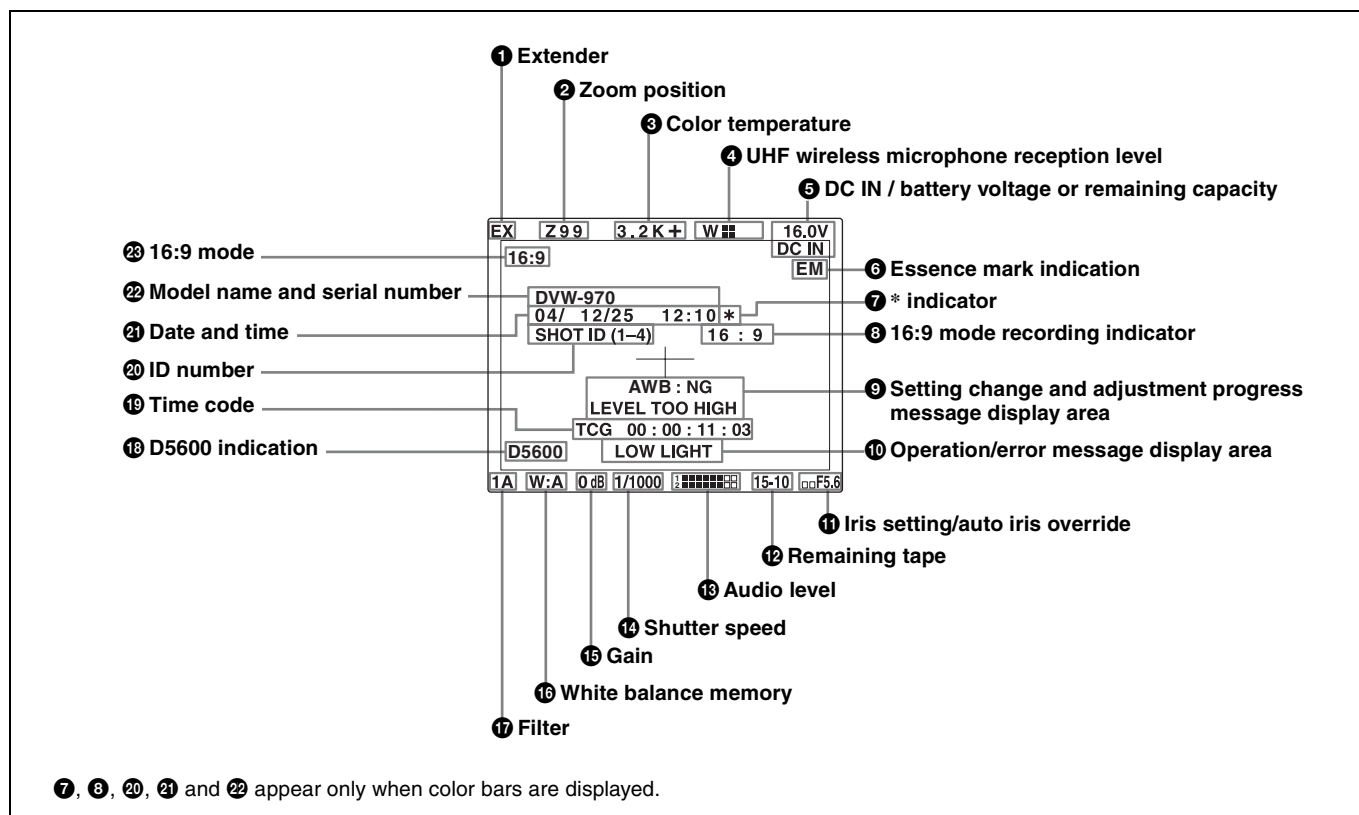 ❶ Extender
❷ Zoom position
❸ Color temperature
❹ UHF wireless microphone reception level
❺ DC IN / battery voltage or remaining capacity
EX Z99 3.2K+ W 16.0V
DC IN
16:9
EM
㉓ 16:9 mode
❻ Essence mark indication
㉒ Model name and serial number
DVW-970
❼ * indicator
㉑ Date and time
04/ 12/25 12:10 *
SHOT ID (1–4) 16 : 9
❽ 16:9 mode recording indicator
⓴ ID number
AWB : NG
LEVEL TOO HIGH
❾ Setting change and adjustment progress
message display area
⓳ Time code
TCG 00 : 00 : 11 : 03
⓲ D5600 indication
D5600 LOW LIGHT
❿ Operation/error message display area
1A W:A 0 dB 1/1000 1 2 15-10 F5.6
⓫ Iris setting/auto iris override
⓬ Remaining tape
⓭ Audio level
⓮ Shutter speed
⓯ Gain
⓰ White balance memory
⓱ Filter
❼, ❽, ⓴, ㉑ and ㉒ appear only when color bars are displayed.